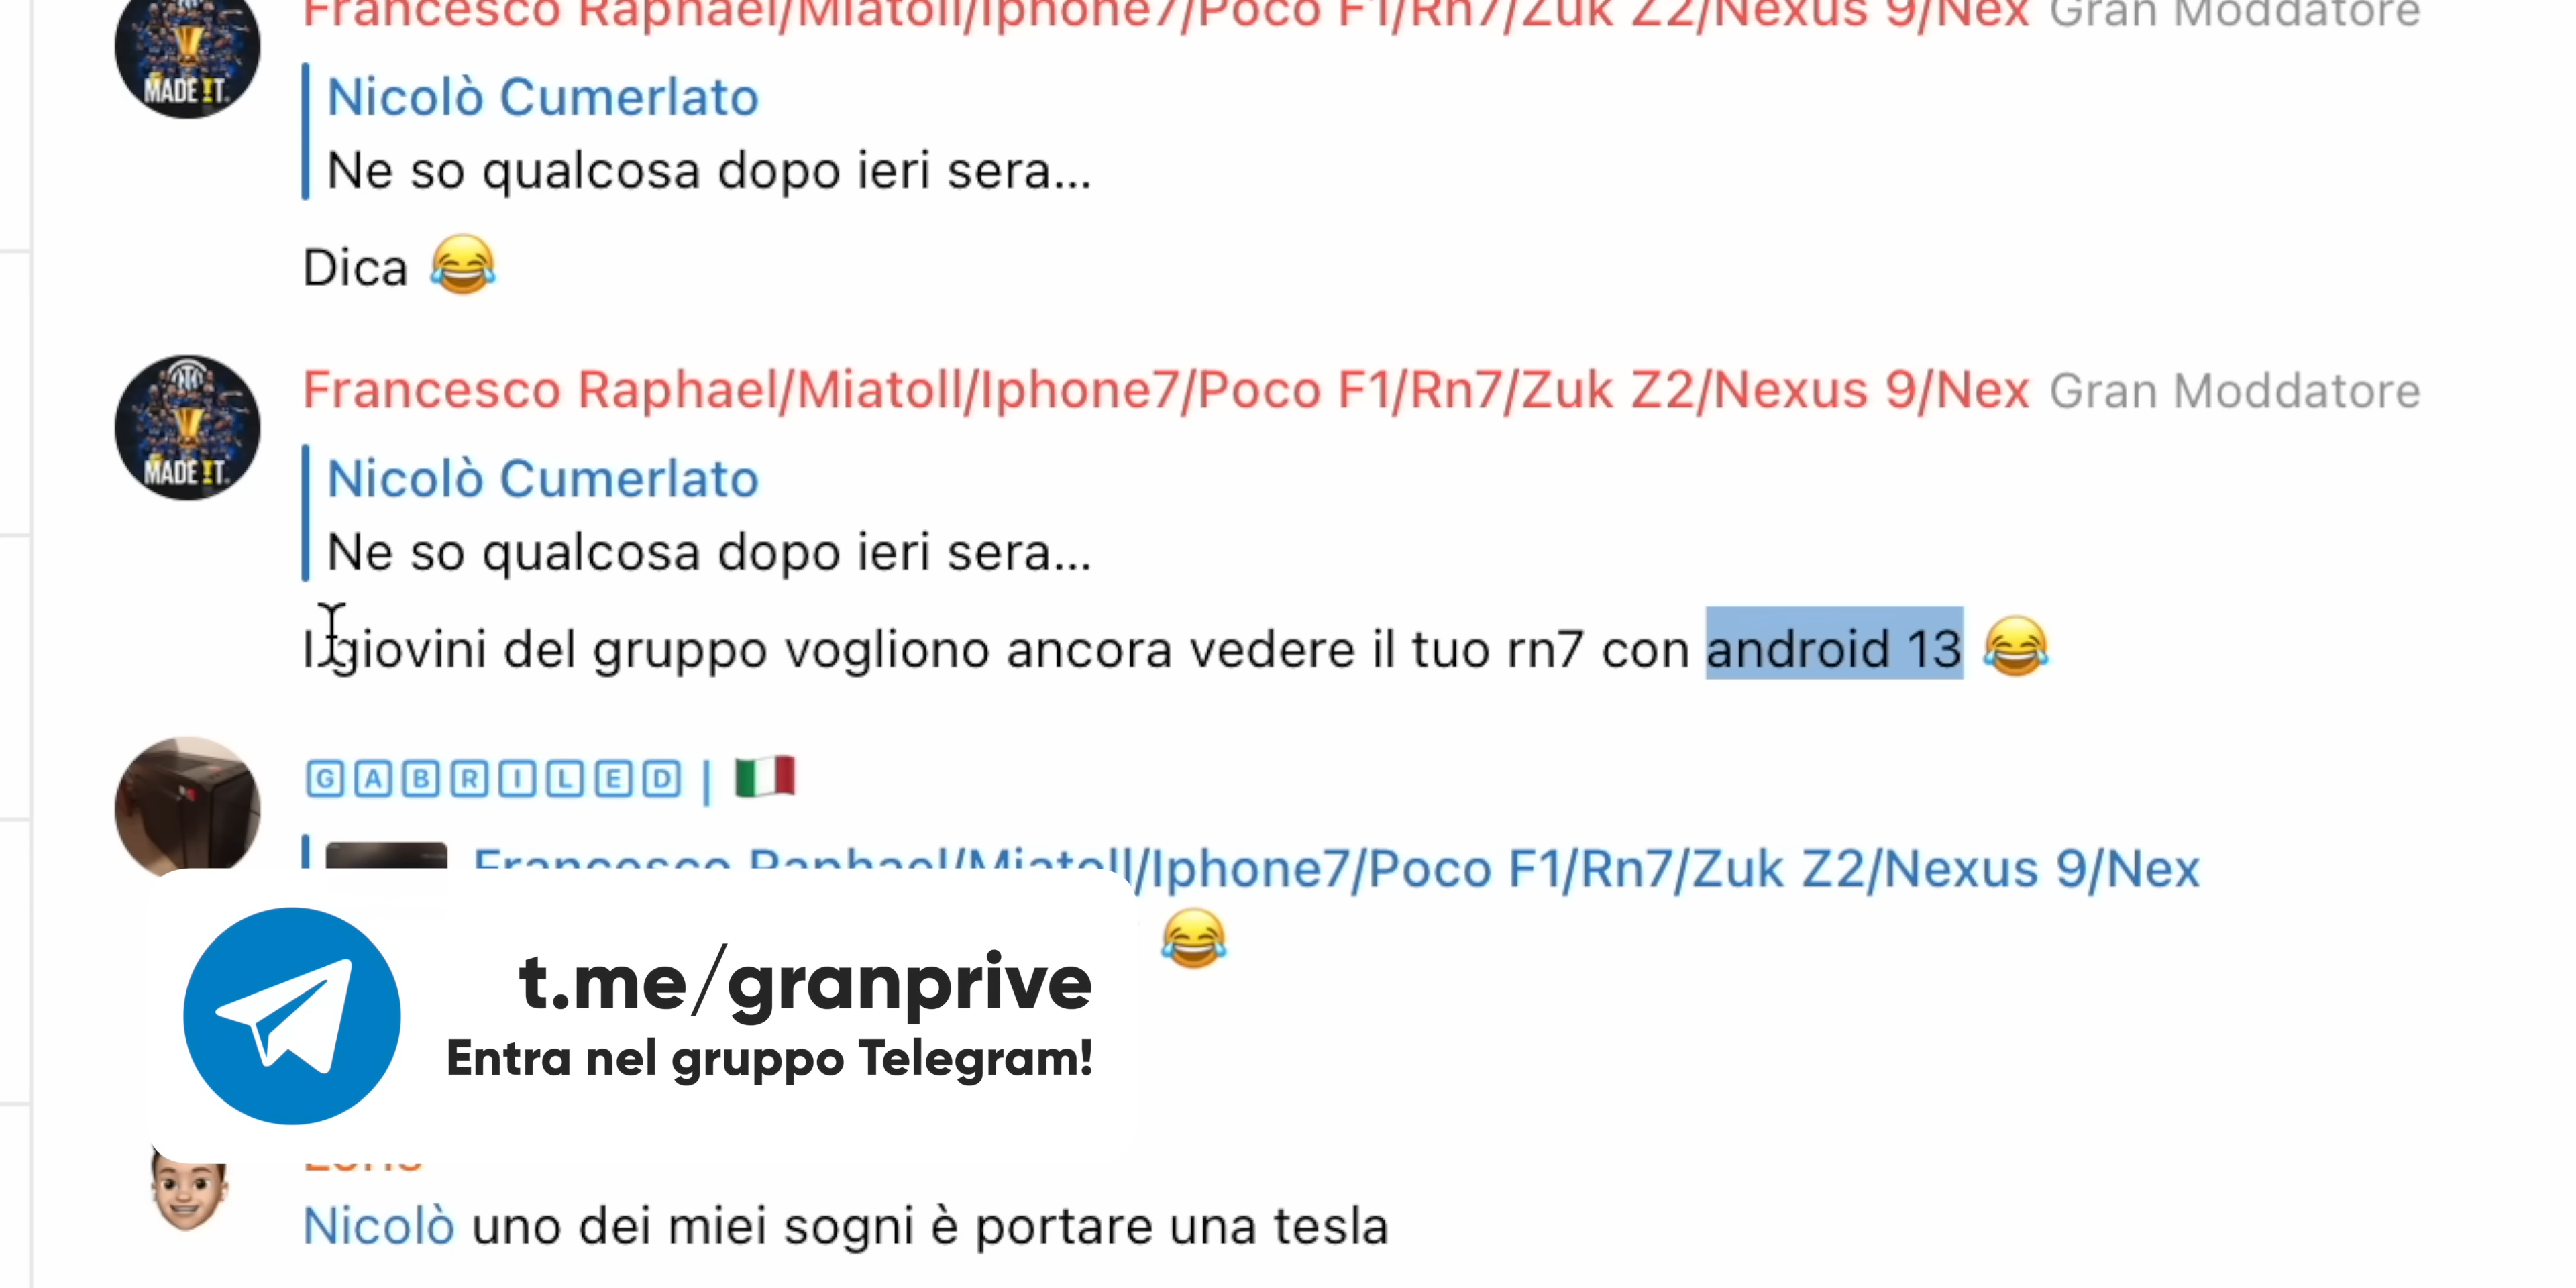 Francesco Raphael/Miatoll/Iphone7/Poco F1/Rn7/Zuk Z2/Nexus 9/Nex Gran Moddatore
MADE IT.
Nicolò Cumerlato
Ne so qualcosa dopo ieri sera...
Dica 😂
Francesco Raphael/Miatoll/Iphone7/Poco F1/Rn7/Zuk Z2/Nexus 9/Nex Gran Moddatore
MADE IT.
Nicolò Cumerlato
Ne so qualcosa dopo ieri sera...
I giovini del gruppo vogliono ancora vedere il tuo rn7 con android 13 😂
🄶🄰🄱🅁🄸🄻🄴🄳 | 🇮🇹
Francesco Raphael/Miatoll/Iphone7/Poco F1/Rn7/Zuk Z2/Nexus 9/Nex
😂
t.me/granprive
Entra nel gruppo Telegram!
Nicolò uno dei miei sogni è portare una tesla